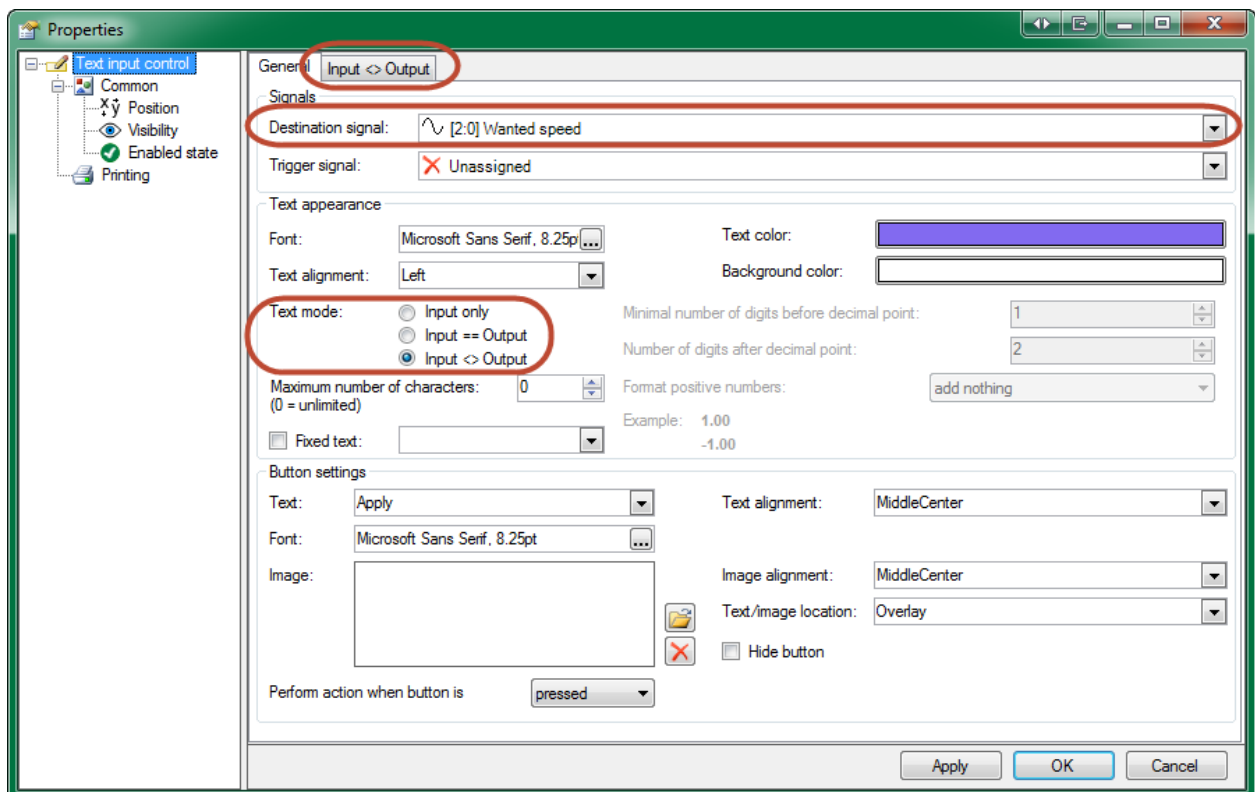 Properties
Text input control
Common
Position
Visibility
Enabled state
Printing
General Input <> Output
Signals
Destination signal: [2:0] Wanted speed
Trigger signal: Unassigned
Text appearance
Font: Microsoft Sans Serif, 8.25p ... Text color:
Text alignment: Left Background color:
Text mode: Input only Minimal number of digits before decimal point: 1
Input == Output
Input <> Output Number of digits after decimal point: 2
Maximum number of characters: 0 Format positive numbers: add nothing
(0 = unlimited)
Example: 1.00
-1.00
Fixed text:
Button settings
Text: Apply Text alignment: MiddleCenter
Font: Microsoft Sans Serif, 8.25pt ...
Image: Image alignment: MiddleCenter
Text/image location: Overlay
Hide button
Perform action when button is pressed
Apply OK Cancel